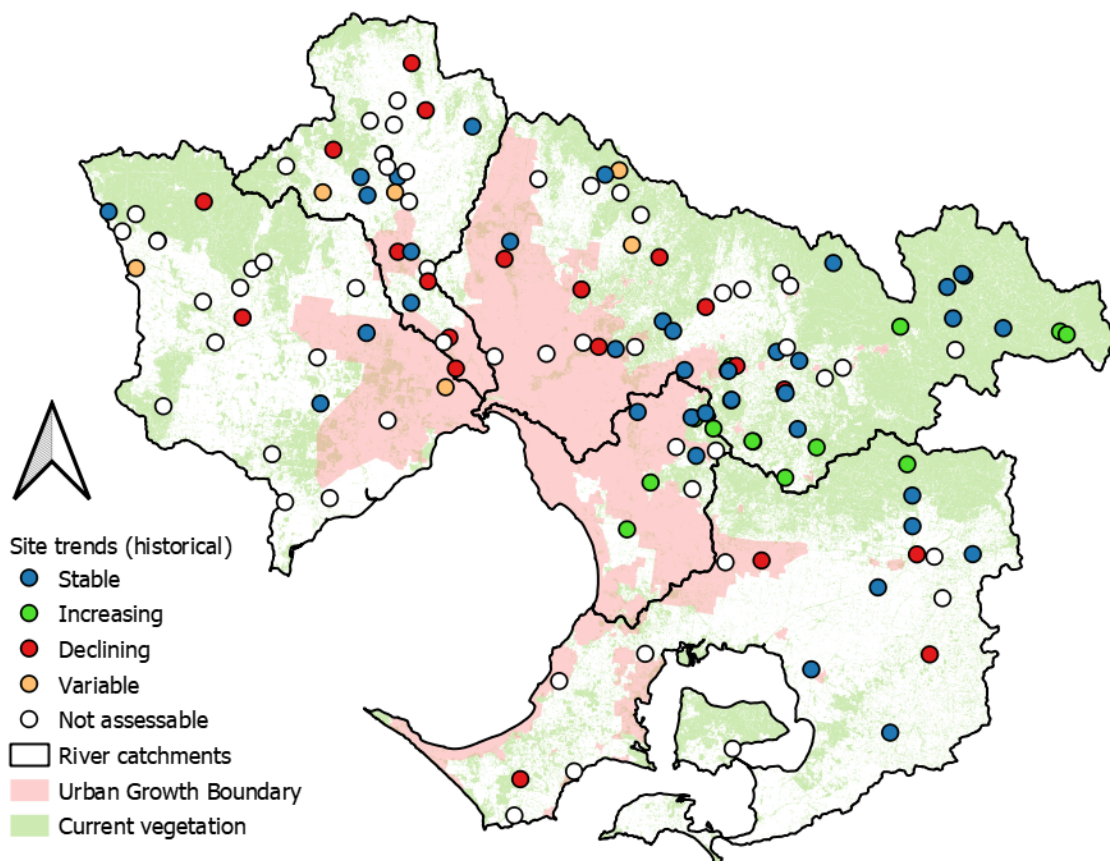 Site trends (historical)
Stable
Increasing
Declining
Variable
Not assessable
River catchments
Urban Growth Boundary
Current vegetation